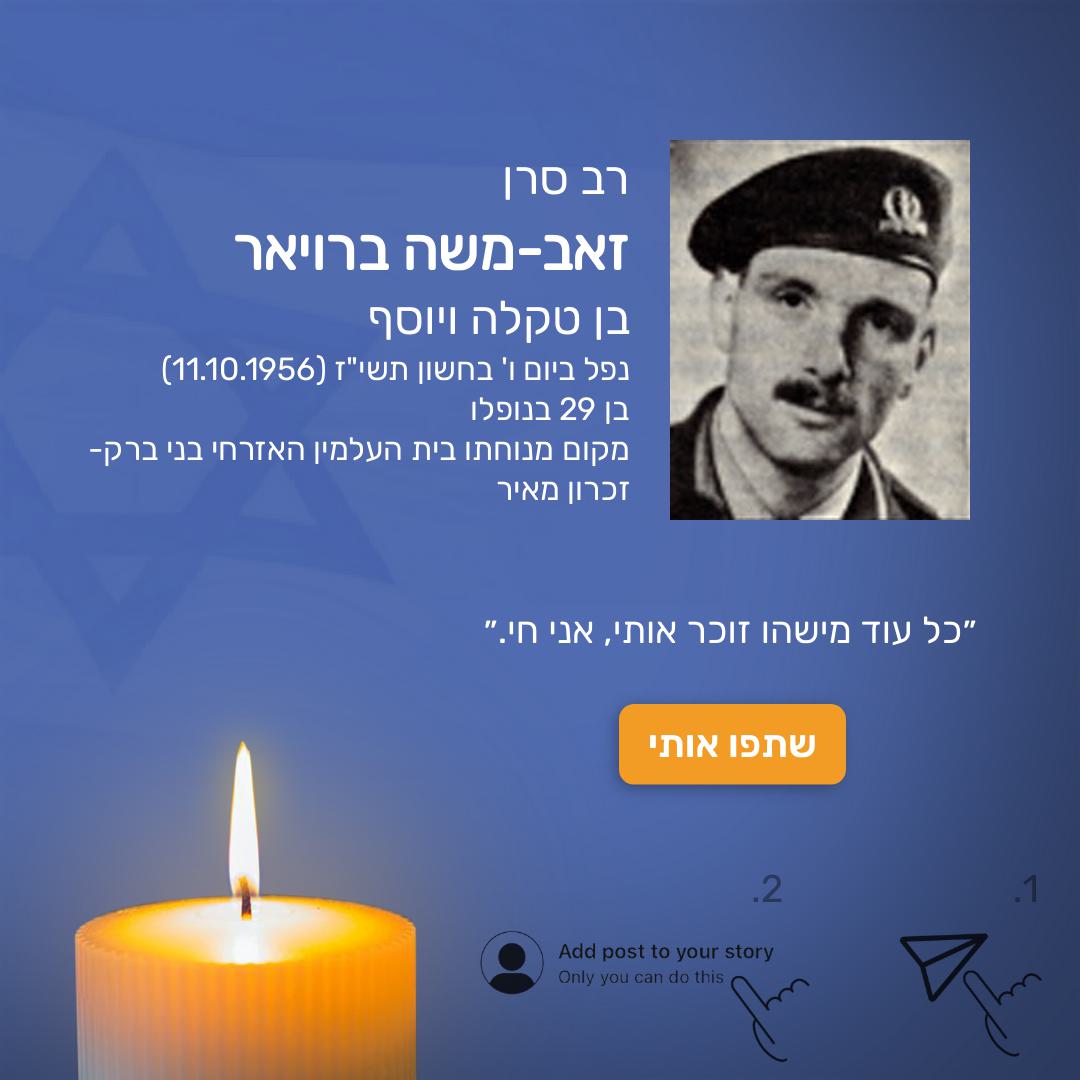 רב סרן
זאב-משה ברויאר
בן טקלה ויוסף
נפל ביום ו' בחשון תשי"ז (11.10.1956)
בן 29 בנופלו
מקום מנוחתו בית העלמין האזרחי בני ברק-
זכרון מאיר
״כל עוד מישהו זוכר אותי, אני חי.״
שתפו אותי
.1
.2
Add post to your story
Only you can do this